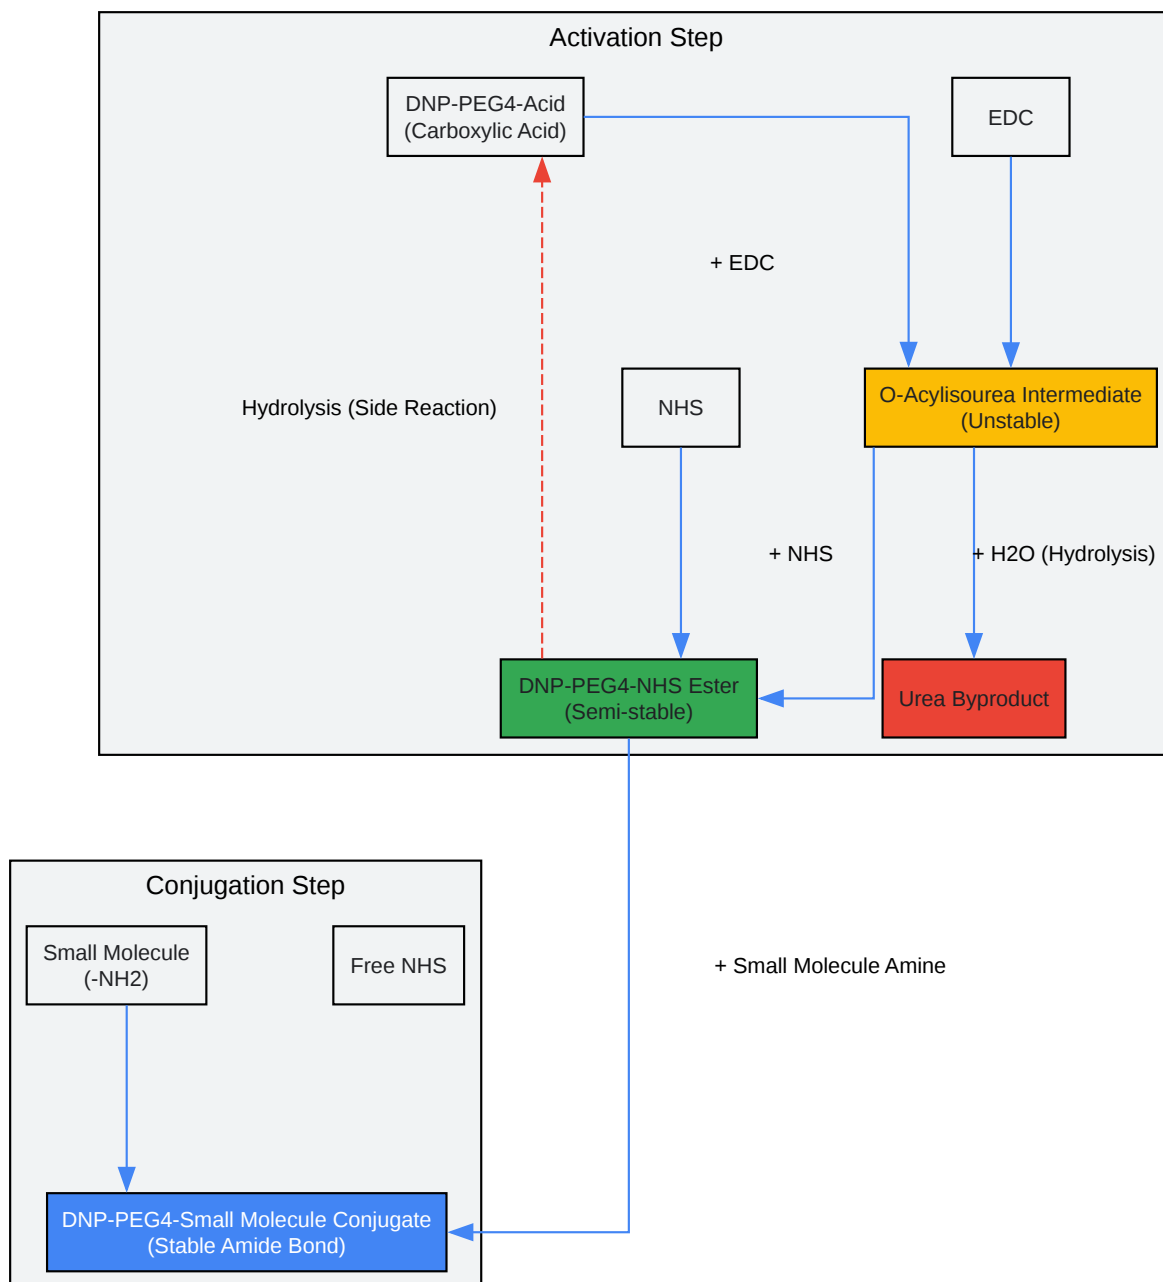 Activation Step
DNP-PEG4-Acid
(Carboxylic Acid)
EDC
+ EDC
Hydrolysis (Side Reaction)
NHS
O-Acylisourea Intermediate
(Unstable)
+ NHS
+ H2O (Hydrolysis)
DNP-PEG4-NHS Ester
(Semi-stable)
Urea Byproduct
Conjugation Step
Small Molecule
(-NH2)
Free NHS
+ Small Molecule Amine
DNP-PEG4-Small Molecule Conjugate
(Stable Amide Bond)